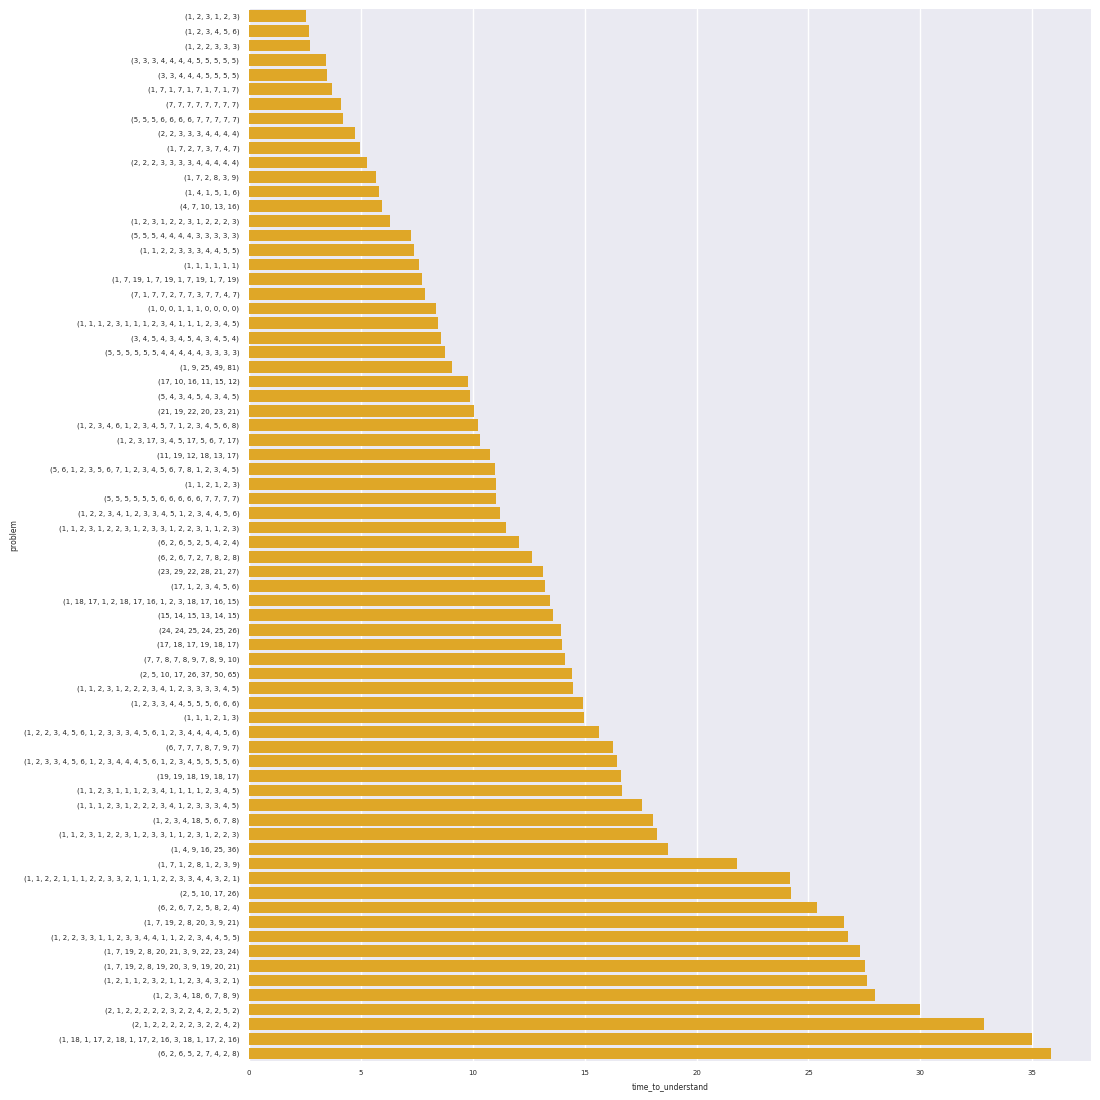 (1, 2, 3, 1, 2, 3)
(1, 2, 3, 4, 5, 6)
(1, 2, 2, 3, 3, 3)
(3, 3, 3, 4, 4, 4, 4, 5, 5, 5, 5, 5)
(3, 3, 4, 4, 4, 5, 5, 5, 5)
(1, 7, 1, 7, 1, 7, 1, 7, 1, 7)
(7, 7, 7, 7, 7, 7, 7, 7)
(5, 5, 5, 6, 6, 6, 6, 7, 7, 7, 7, 7)
(2, 2, 3, 3, 3, 4, 4, 4, 4)
(1, 7, 2, 7, 3, 7, 4, 7)
(2, 2, 2, 3, 3, 3, 3, 4, 4, 4, 4, 4)
(1, 7, 2, 8, 3, 9)
(1, 4, 1, 5, 1, 6)
(4, 7, 10, 13, 16)
(1, 2, 3, 1, 2, 2, 3, 1, 2, 2, 2, 3)
(5, 5, 5, 4, 4, 4, 4, 3, 3, 3, 3, 3)
(1, 1, 2, 2, 3, 3, 3, 4, 4, 5, 5)
(1, 1, 1, 1, 1, 1)
(1, 7, 19, 1, 7, 19, 1, 7, 19, 1, 7, 19)
(7, 1, 7, 7, 2, 7, 7, 3, 7, 7, 4, 7)
(1, 0, 0, 1, 1, 1, 0, 0, 0, 0)
(1, 1, 1, 2, 3, 1, 1, 1, 2, 3, 4, 1, 1, 1, 2, 3, 4, 5)
(3, 4, 5, 4, 3, 4, 5, 4, 3, 4, 5, 4)
(5, 5, 5, 5, 5, 5, 4, 4, 4, 4, 4, 3, 3, 3, 3)
(1, 9, 25, 49, 81)
(17, 10, 16, 11, 15, 12)
(5, 4, 3, 4, 5, 4, 3, 4, 5)
(21, 19, 22, 20, 23, 21)
(1, 2, 3, 4, 6, 1, 2, 3, 4, 5, 7, 1, 2, 3, 4, 5, 6, 8)
(1, 2, 3, 17, 3, 4, 5, 17, 5, 6, 7, 17)
(11, 19, 12, 18, 13, 17)
(5, 6, 1, 2, 3, 5, 6, 7, 1, 2, 3, 4, 5, 6, 7, 8, 1, 2, 3, 4, 5)
(1, 1, 2, 1, 2, 3)
(5, 5, 5, 5, 5, 5, 6, 6, 6, 6, 6, 7, 7, 7, 7)
(1, 2, 2, 3, 4, 1, 2, 3, 3, 4, 5, 1, 2, 3, 4, 4, 5, 6)
(1, 1, 2, 3, 1, 2, 2, 3, 1, 2, 3, 3, 1, 2, 2, 3, 1, 1, 2, 3)
(6, 2, 6, 5, 2, 5, 4, 2, 4)
(6, 2, 6, 7, 2, 7, 8, 2, 8)
(23, 29, 22, 28, 21, 27)
(17, 1, 2, 3, 4, 5, 6)
(1, 18, 17, 1, 2, 18, 17, 16, 1, 2, 3, 18, 17, 16, 15)
(15, 14, 15, 13, 14, 15)
(24, 24, 25, 24, 25, 26)
(17, 18, 17, 19, 18, 17)
(7, 7, 8, 7, 8, 9, 7, 8, 9, 10)
(2, 5, 10, 17, 26, 37, 50, 65)
(1, 1, 2, 3, 1, 2, 2, 2, 3, 4, 1, 2, 3, 3, 3, 3, 4, 5)
(1, 2, 3, 3, 4, 4, 5, 5, 5, 6, 6, 6)
(1, 1, 1, 2, 1, 3)
(1, 2, 2, 3, 4, 5, 6, 1, 2, 3, 3, 3, 4, 5, 6, 1, 2, 3, 4, 4, 4, 4, 5, 6)
(6, 7, 7, 7, 8, 7, 9, 7)
(1, 2, 3, 3, 4, 5, 6, 1, 2, 3, 4, 4, 4, 5, 6, 1, 2, 3, 4, 5, 5, 5, 5, 6)
(19, 19, 18, 19, 18, 17)
(1, 1, 2, 3, 1, 1, 1, 2, 3, 4, 1, 1, 1, 1, 2, 3, 4, 5)
(1, 1, 1, 2, 3, 1, 2, 2, 2, 3, 4, 1, 2, 3, 3, 3, 4, 5)
(1, 2, 3, 4, 18, 5, 6, 7, 8)
(1, 1, 2, 3, 1, 2, 2, 3, 1, 2, 3, 3, 1, 1, 2, 3, 1, 2, 2, 3)
(1, 4, 9, 16, 25, 36)
(1, 7, 1, 2, 8, 1, 2, 3, 9)
(1, 1, 2, 2, 1, 1, 1, 2, 2, 3, 3, 2, 1, 1, 1, 2, 2, 3, 3, 4, 4, 3, 2, 1)
(2, 5, 10, 17, 26)
(6, 2, 6, 7, 2, 5, 8, 2, 4)
(1, 7, 19, 2, 8, 20, 3, 9, 21)
(1, 2, 2, 3, 3, 1, 1, 2, 3, 3, 4, 4, 1, 1, 2, 2, 3, 4, 4, 5, 5)
(1, 7, 19, 2, 8, 20, 21, 3, 9, 22, 23, 24)
(1, 7, 19, 2, 8, 19, 20, 3, 9, 19, 20, 21)
(1, 2, 1, 1, 2, 3, 2, 1, 1, 2, 3, 4, 3, 2, 1)
(1, 2, 3, 4, 18, 6, 7, 8, 9)
(2, 1, 2, 2, 2, 2, 2, 3, 2, 2, 4, 2, 2, 5, 2)
(2, 1, 2, 2, 2, 2, 2, 3, 2, 2, 4, 2)
(1, 18, 1, 17, 2, 18, 1, 17, 2, 16, 3, 18, 1, 17, 2, 16)
(6, 2, 6, 5, 2, 7, 4, 2, 8)
problem
0 5 10 15 20 25 30 35
time_to_understand